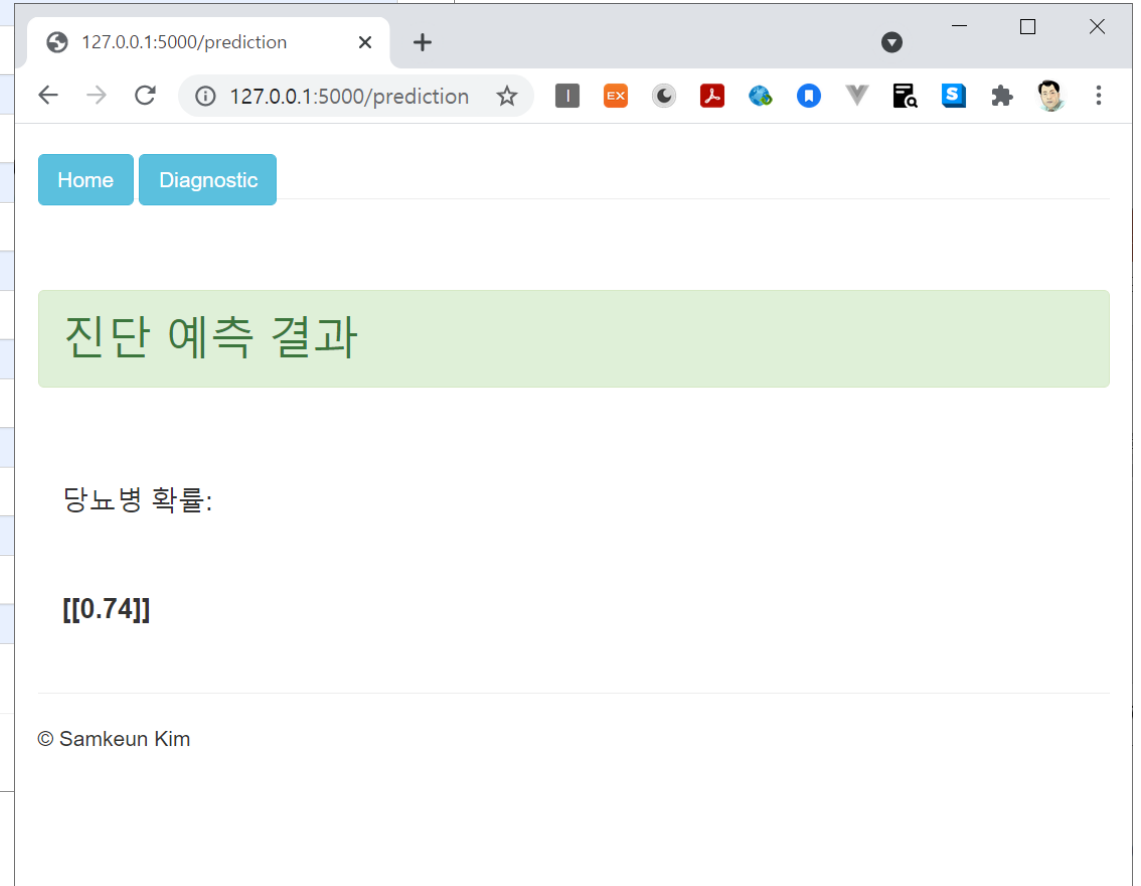 127.0.0.1:5000/prediction
127.0.0.1:5000/prediction
EX
S
Home Diagnostic
진단 예측 결과
당뇨병 확률:
[[0.74]]
© Samkeun Kim